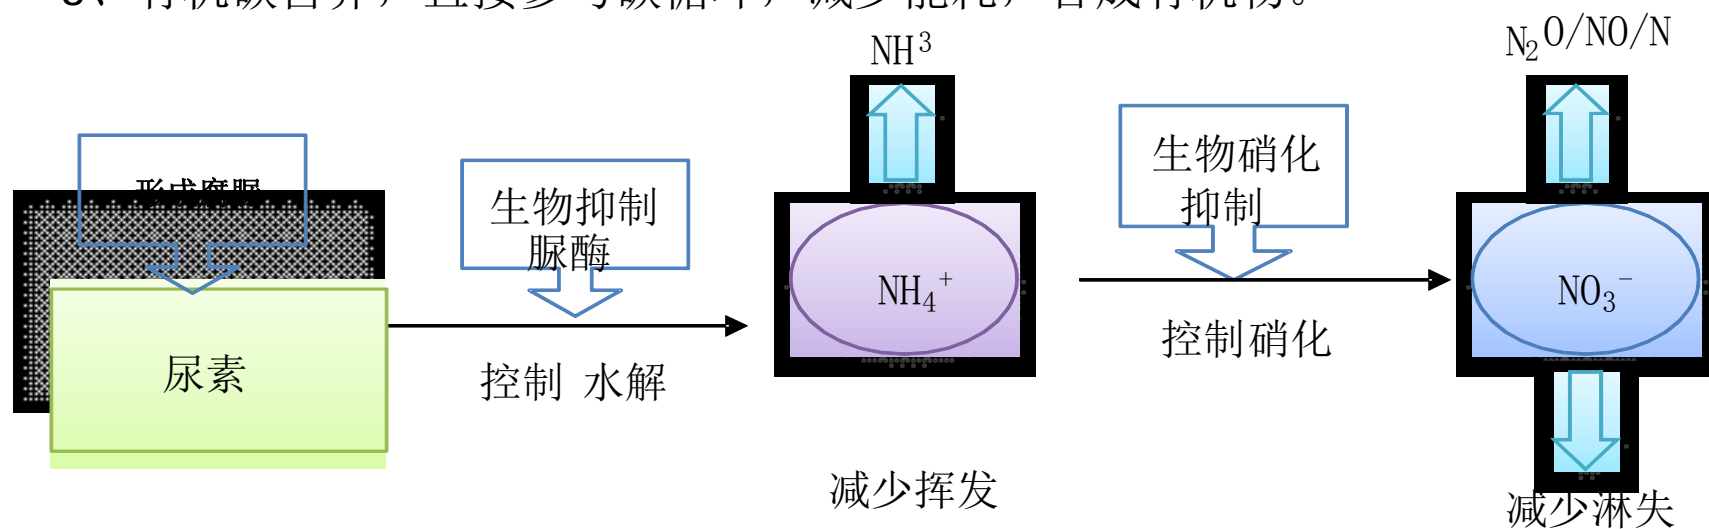 NH3
N2O/NO/N
形成腐脲
生物抑制
脲酶
生物硝化
抑制
尿素
NH4+
NO3-
控制 水解
控制硝化
减少挥发
减少淋失